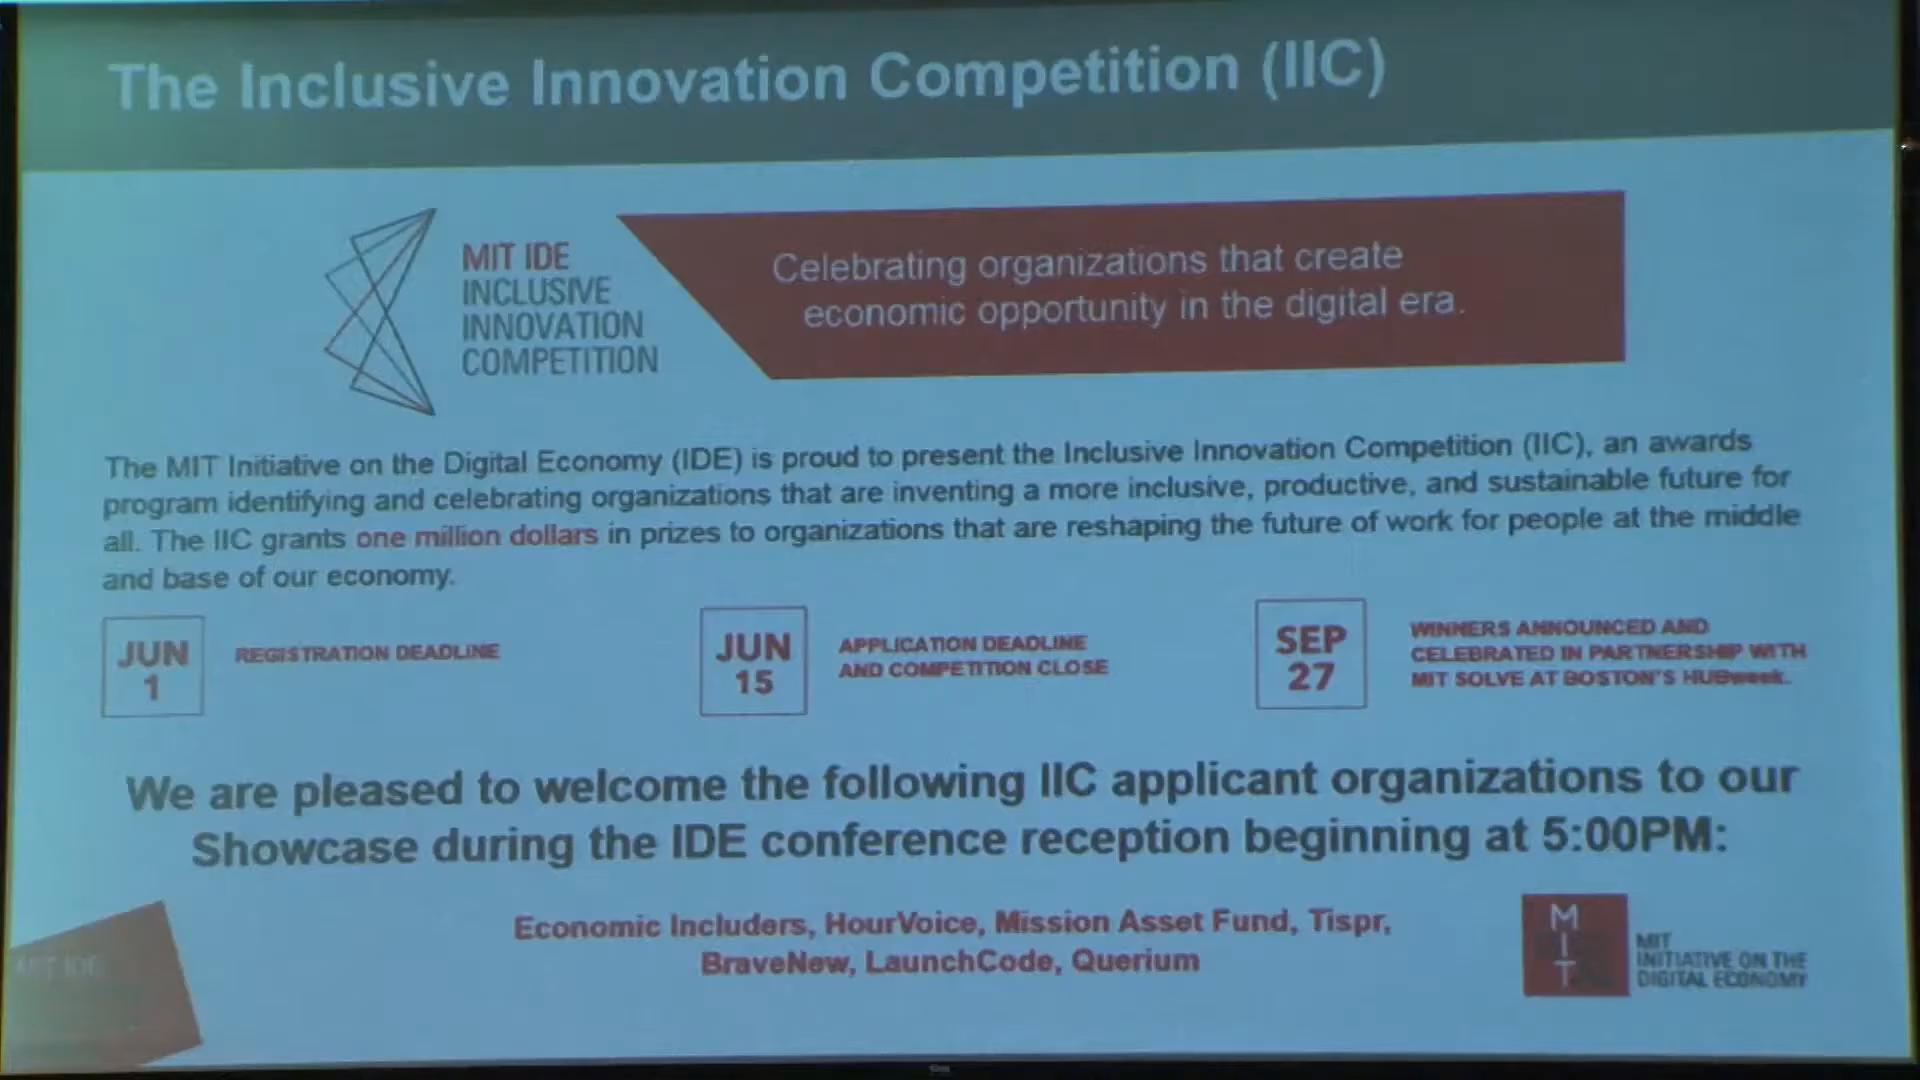 The Inclusive Innovation Competition (IIC)
MIT IDE
INCLUSIVE
INNOVATION
COMPETITION
Celebrating organizations that create
economic opportunity in the digital era.
The MIT Initiative on the Digital Economy (IDE) is proud to present the Inclusive Innovation Competition (IIC), an awards
program identifying and celebrating organizations that are inventing a more inclusive, productive, and sustainable future for
all. The IIC grants one million dollars in prizes to organizations that are reshaping the future of work for people at the middle
and base of our economy.
JUN
1
REGISTRATION DEADLINE
JUN
15
APPLICATION DEADLINE
AND COMPETITION CLOSE
SEP
27
WINNERS ANNOUNCED AND
CELEBRATED IN PARTNERSHIP WITH
MIT SOLVE AT BOSTON'S HUBweek.
We are pleased to welcome the following IIC applicant organizations to our
Showcase during the IDE conference reception beginning at 5:00PM:
Economic Includers, HourVoice, Mission Asset Fund, Tispr,
BraveNew, LaunchCode, Querium
MIT IDE
M
I
T
MIT
INITIATIVE ON THE
DIGITAL ECONOMY